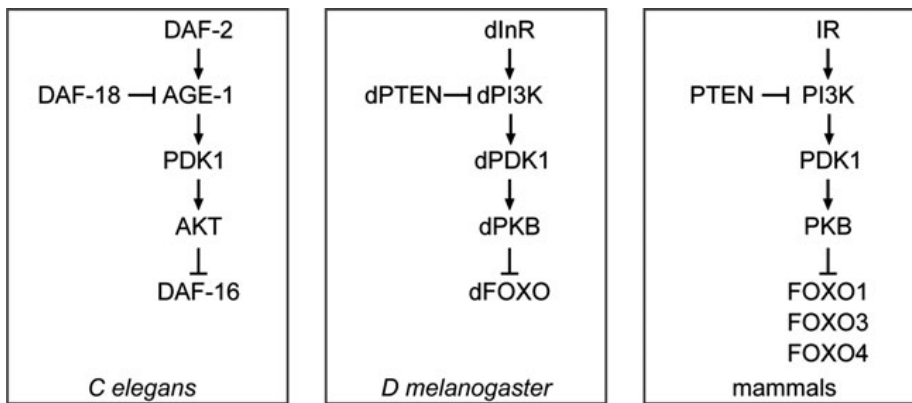 DAF-2
DAF-18 AGE-1
PDK1
AKT
DAF-16
C elegans
dInR
dPTEN dPI3K
dPDK1
dPKB
dFOXO
D melanogaster
IR
PTEN PI3K
PDK1
PKB
FOXO1
FOXO3
FOXO4
mammals